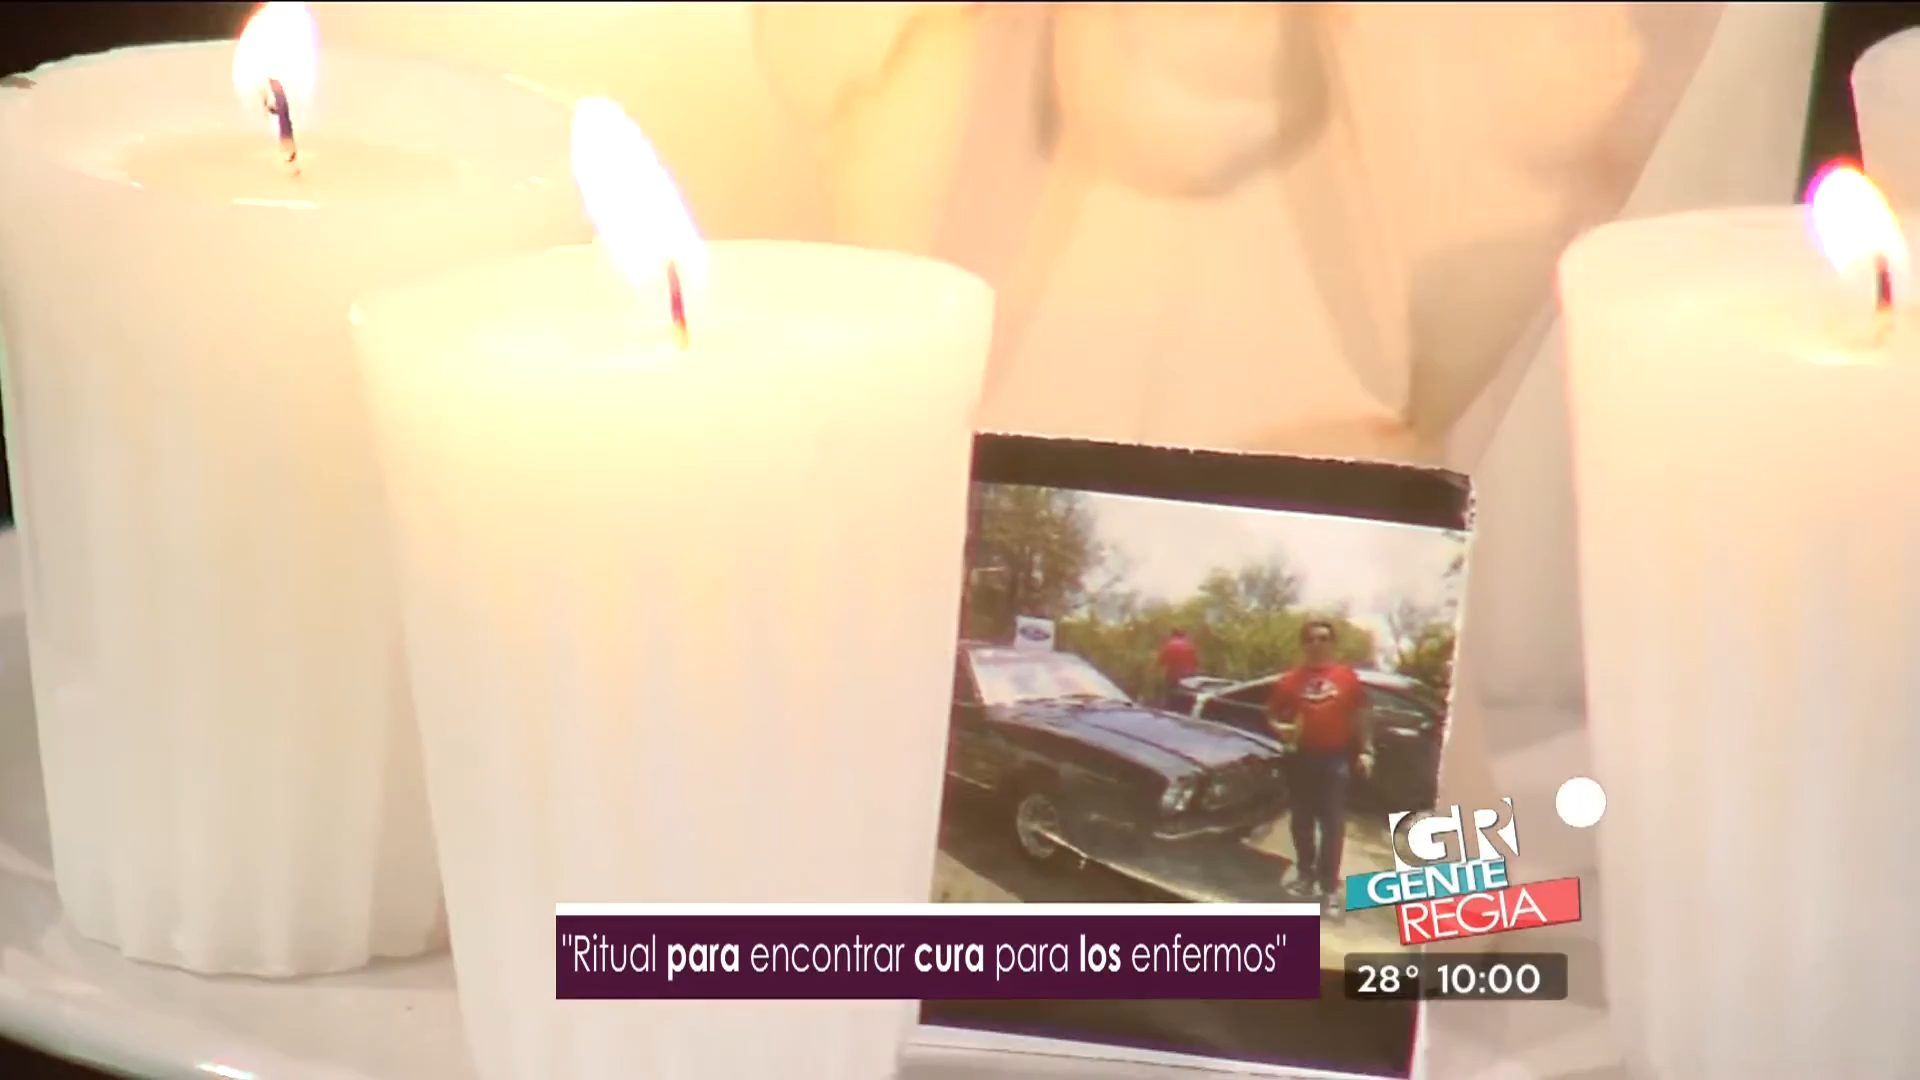 "Ritual para encontrar cura para los enfermos"
GR
GENTE
REGIA
28° 10:00